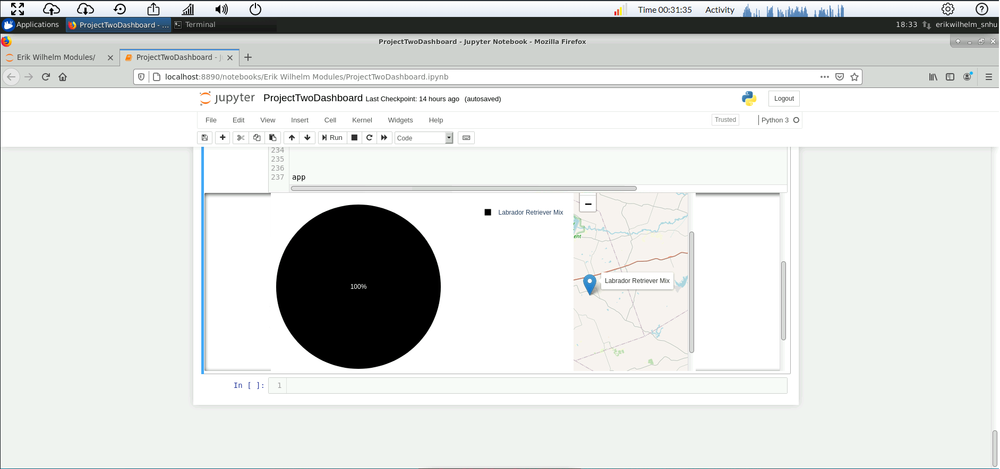 Time 00:31:35 Activity
Applications ProjectTwoDashboard - ... Terminal 18:33 erikwilhelm_snhu
ProjectTwoDashboard - Jupyter Notebook - Mozilla Firefox
Erik Wilhelm Modules/ ProjectTwoDashboard - J
localhost:8890/notebooks/Erik Wilhelm Modules/ProjectTwoDashboard.ipynb
jupyter ProjectTwoDashboard Last Checkpoint: 14 hours ago (autosaved) Logout
File Edit View Insert Cell Kernel Widgets Help Trusted Python 3
Run Code
234
235
236
237 app
Labrador Retriever Mix
ent
100%
Labrador Retriever Mix
In [ ]: 1